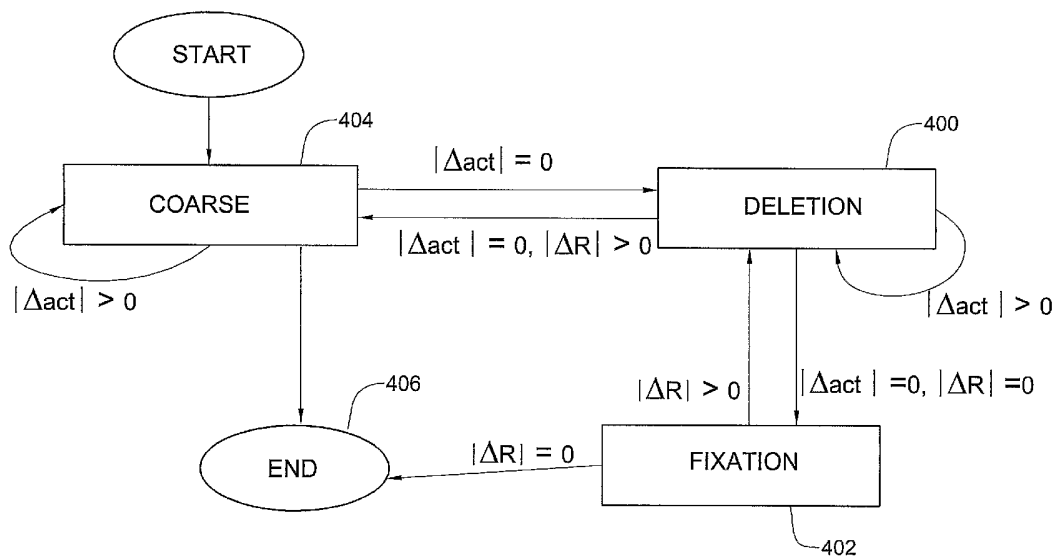 START
404
COARSE
|Δact| = 0
400
DELETION
|Δact | = 0, |ΔR| > 0
|Δact| > 0
|Δact | > 0
406
END
|ΔR| > 0
|Δact | =0, |ΔR| =0
|ΔR| = 0
FIXATION
402